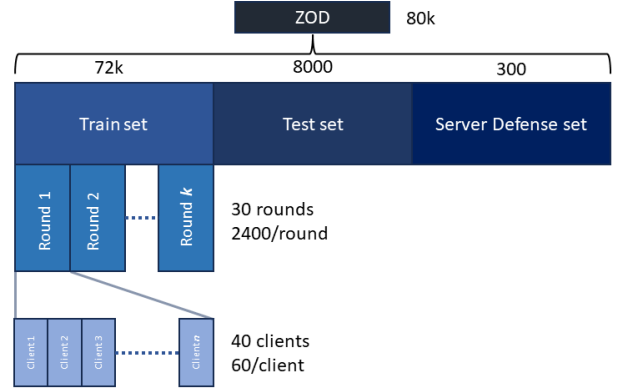 ZOD
80k
72k
8000
300
Train set
Test set
Server Defense set
Round 1
Round 2
Round k
30 rounds
2400/round
Client 1
Client 2
Client 3
Client n
40 clients
60/client